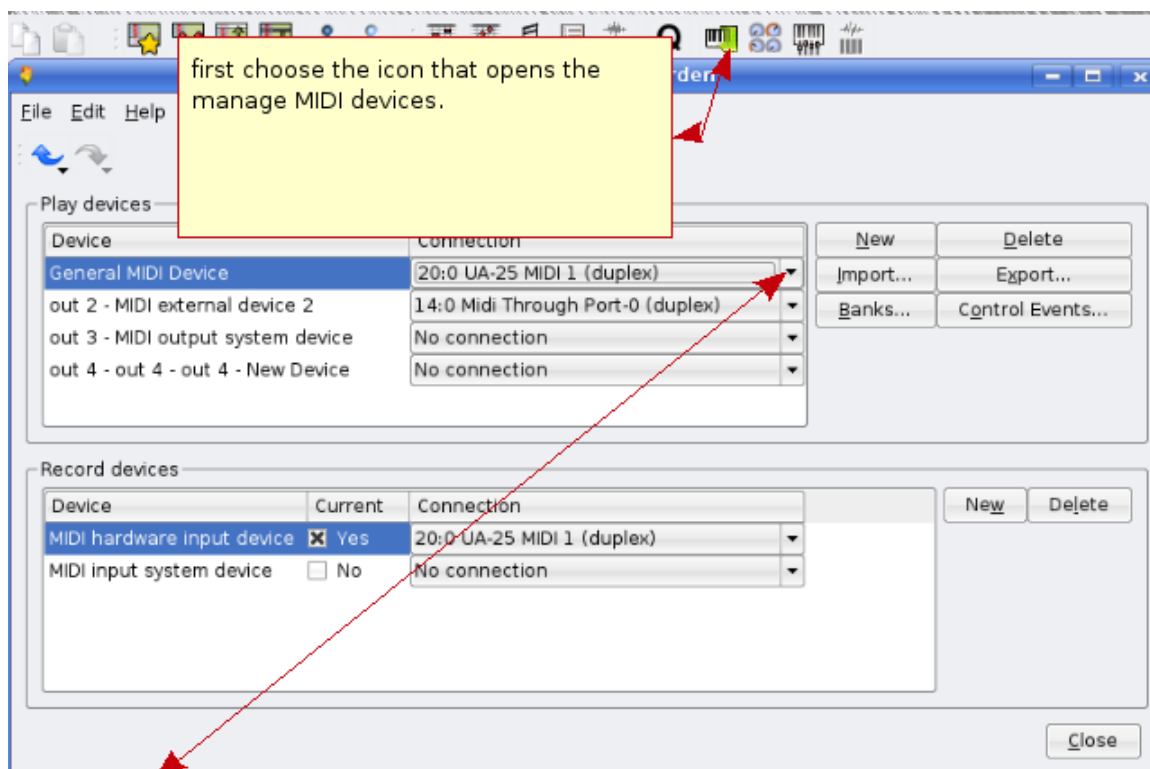 first choose the icon that opens the
manage MIDI devices.
File Edit Help
Play devices
Device Connection
General MIDI Device 20:0 UA-25 MIDI 1 (duplex)
out 2 - MIDI external device 2 14:0 Midi Through Port-0 (duplex)
out 3 - MIDI output system device No connection
out 4 - out 4 - out 4 - New Device No connection
New Delete
Import... Export...
Banks... Control Events...
Record devices
Device Current Connection
MIDI hardware input device Yes 20:0 UA-25 MIDI 1 (duplex)
MIDI input system device No No connection
New Delete
Close